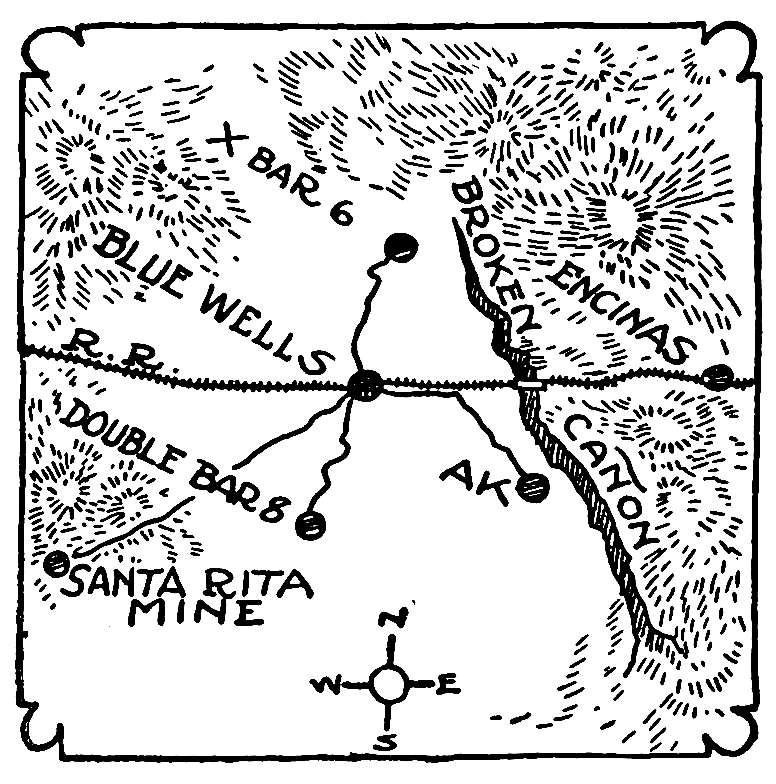 X BAR 6
BROKEN
BLUE WELLS
ENCINAS
R. R.
DOUBLE BAR 8
AK
CAÑON
SANTA RITA
MINE
N
W E
S